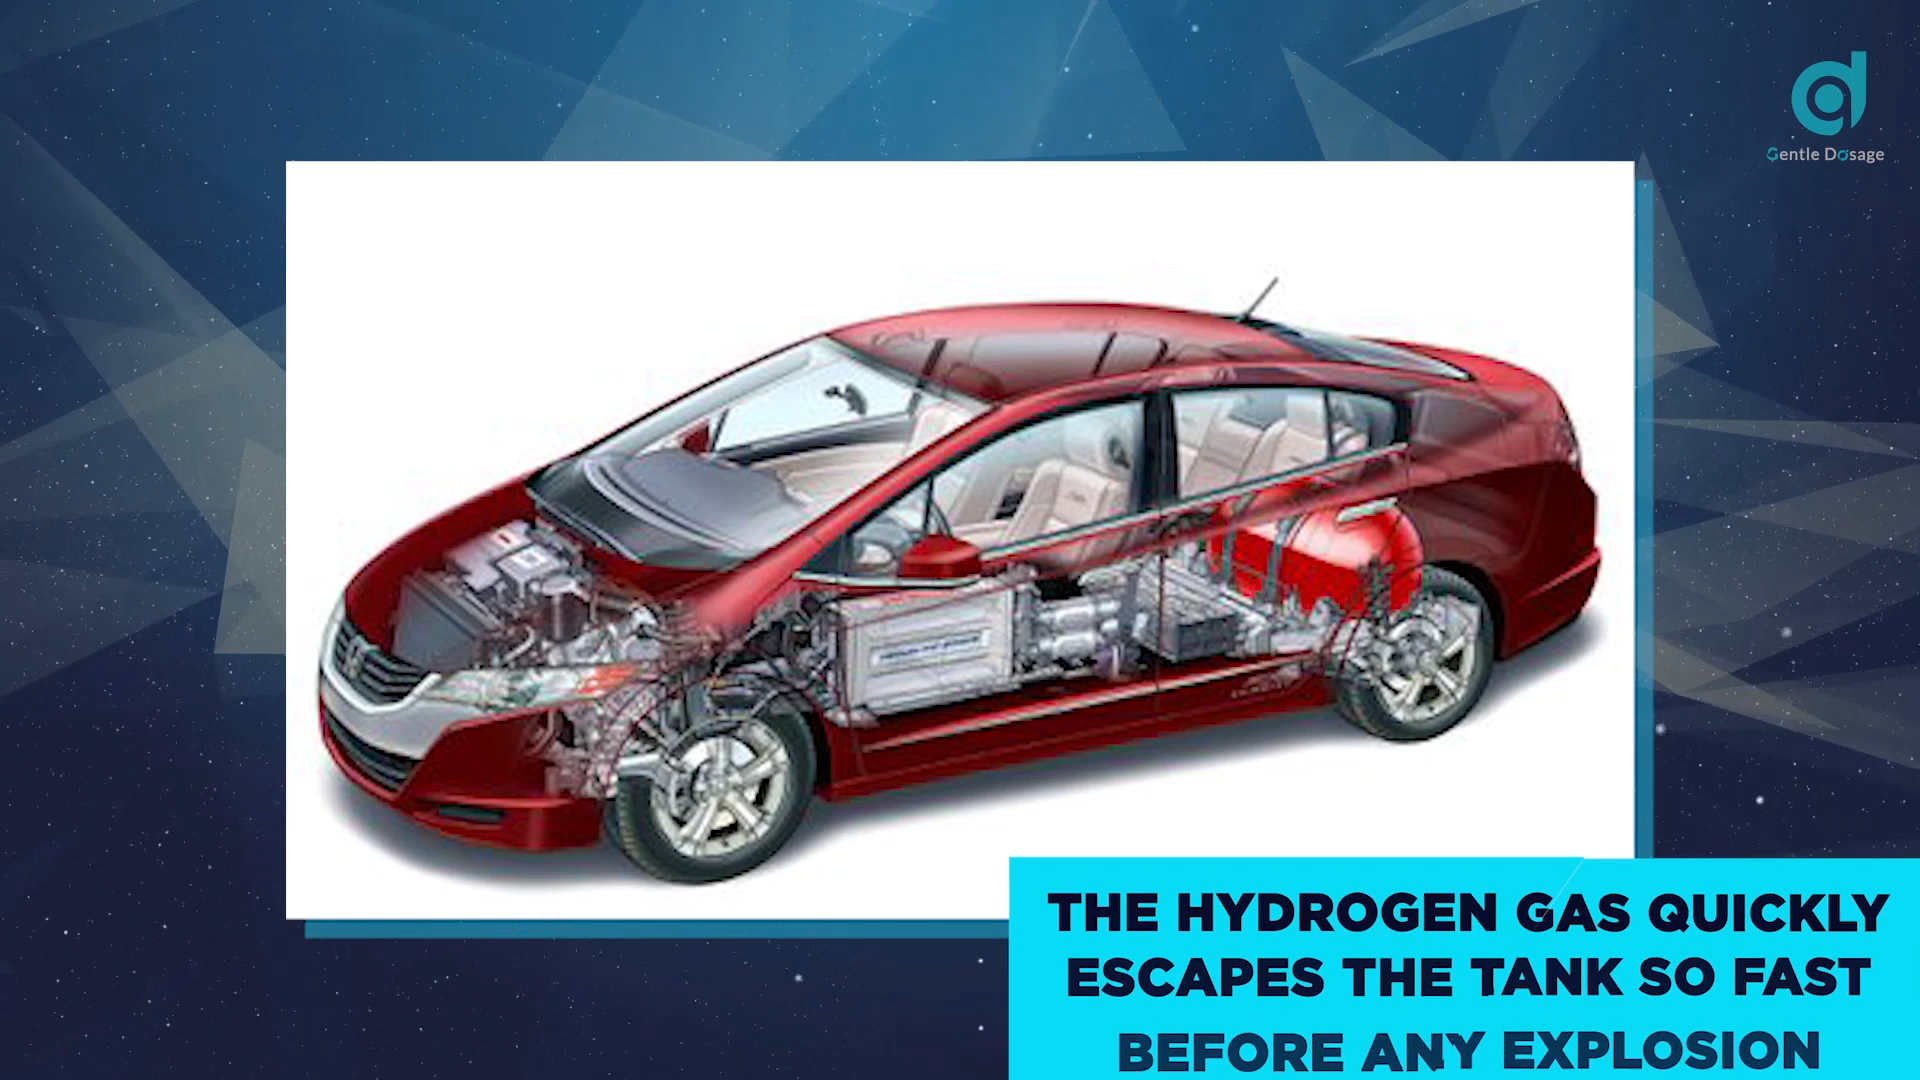 Gentle Dosage
THE HYDROGEN GAS QUICKLY
ESCAPES THE TANK SO FAST
BEFORE ANY EXPLOSION